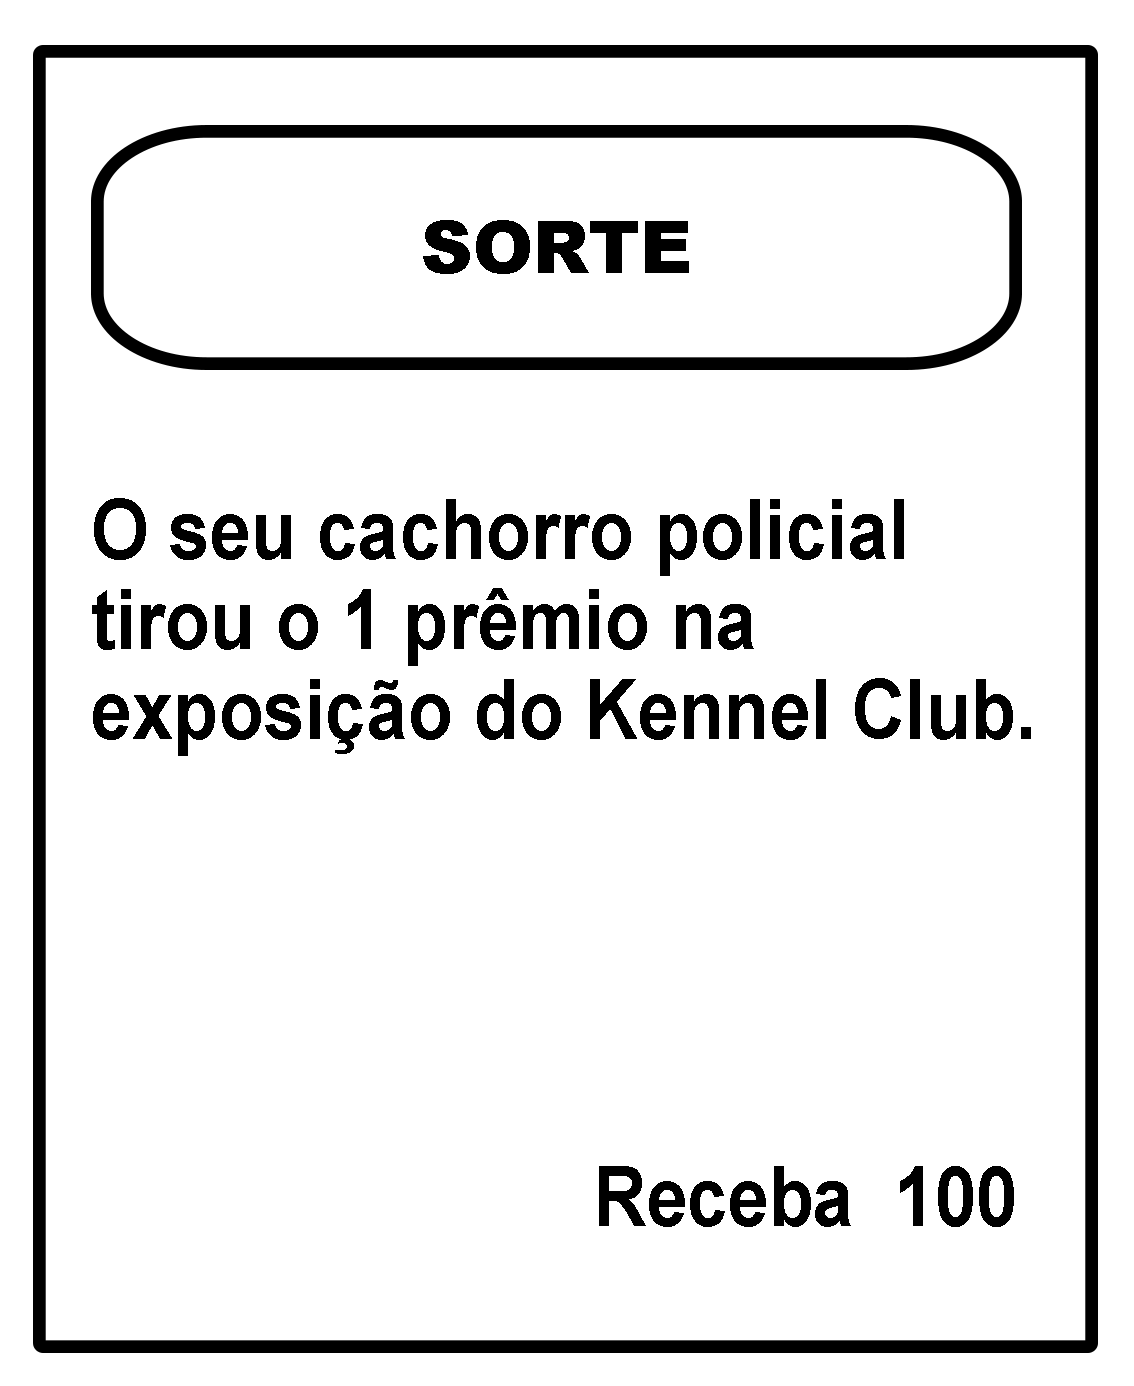 SORTE
O seu cachorro policial
tirou o 1 prêmio na
exposição do Kennel Club.
Receba 100